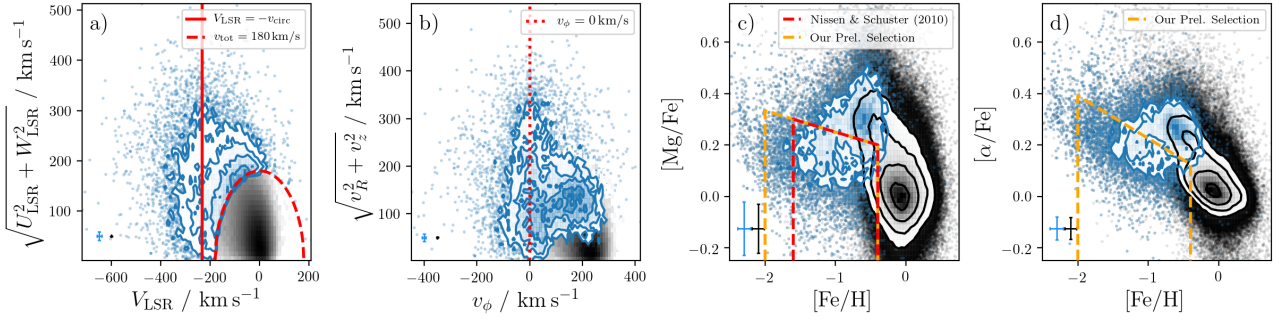 a)
V_LSR = −v_circ
v_tot = 180 km/s
√U²_LSR + W²_LSR / km s⁻¹
500
400
300
200
100
−600
−400
−200
0
200
V_LSR / km s⁻¹
b)
v_ϕ = 0 km/s
√v²_R + v²_z / km s⁻¹
500
400
300
200
100
−400
−200
0
200
400
v_ϕ / km s⁻¹
c)
Nissen & Schuster (2010)
Our Prel. Selection
[Mg/Fe]
0.6
0.4
0.2
0.0
−0.2
−2
−1
0
[Fe/H]
d)
Our Prel. Selection
[α/Fe]
0.6
0.4
0.2
0.0
−0.2
−2
−1
0
[Fe/H]